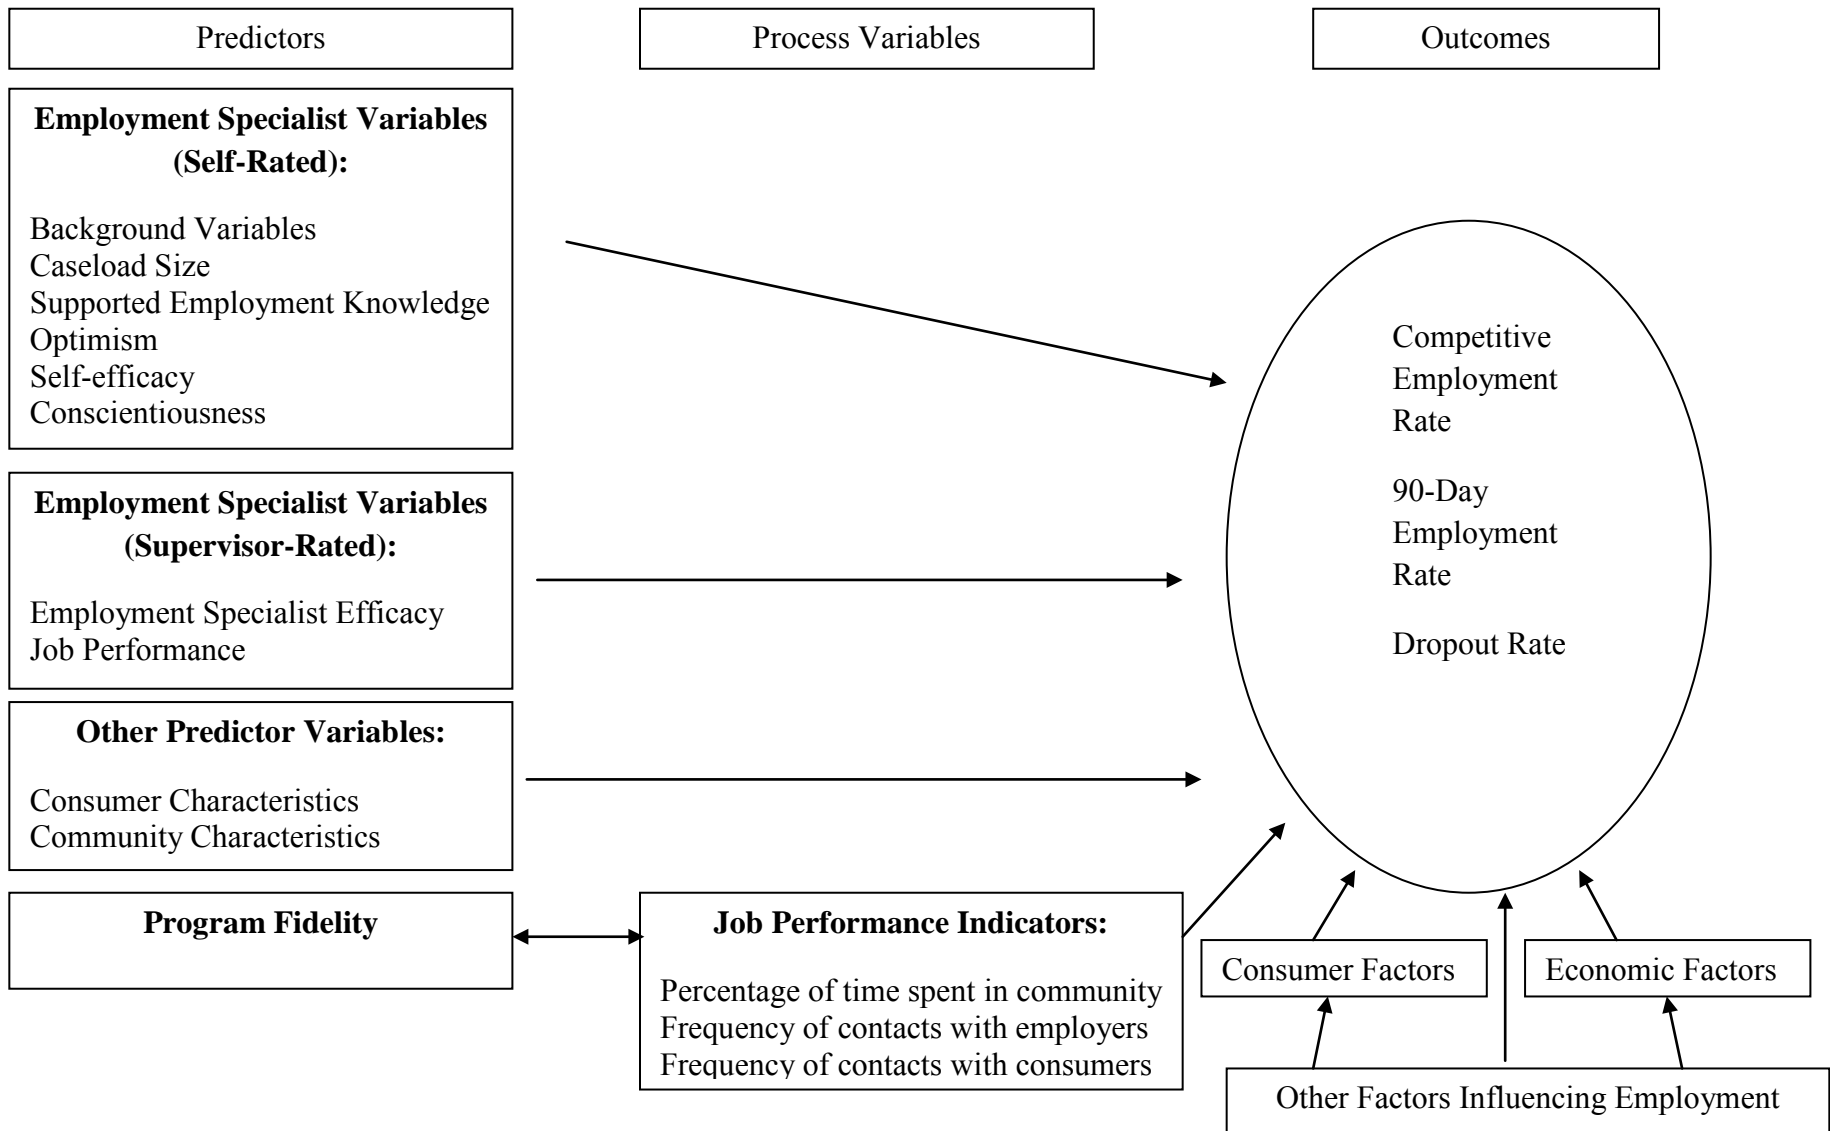 Predictors
Process Variables
Outcomes
Employment Specialist Variables
(Self-Rated):
Background Variables
Caseload Size
Supported Employment Knowledge
Optimism
Self-efficacy
Conscientiousness
Employment Specialist Variables
(Supervisor-Rated):
Employment Specialist Efficacy
Job Performance
Other Predictor Variables:
Consumer Characteristics
Community Characteristics
Program Fidelity
Job Performance Indicators:
Percentage of time spent in community
Frequency of contacts with employers
Frequency of contacts with consumers
Competitive
Employment
Rate
90-Day
Employment
Rate
Dropout Rate
Consumer Factors
Economic Factors
Other Factors Influencing Employment